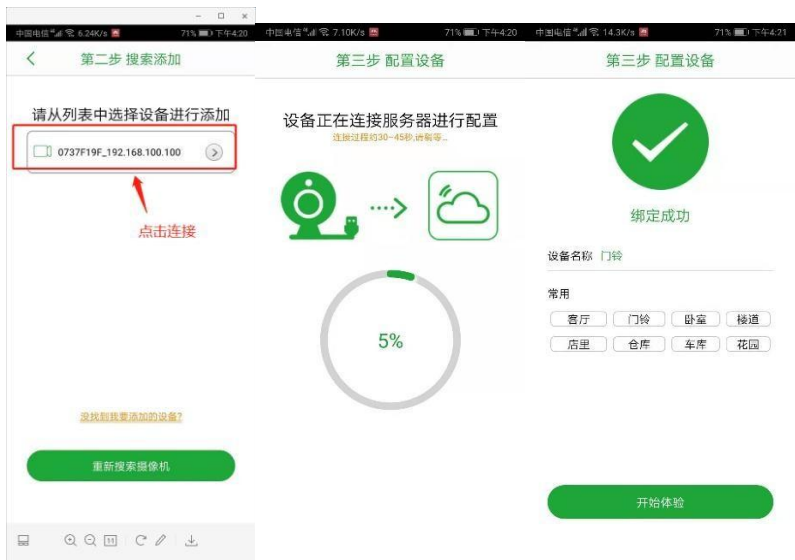 中国电信 6.24K/s 71% 下午4:20
第二步 搜索添加
请从列表中选择设备进行添加
0737F19F_192.168.100.100
点击连接
没找到我要添加的设备?
重新搜索摄像机
中国电信 7.10K/s 71% 下午4:20
第三步 配置设备
设备正在连接服务器进行配置
连接过程约30-45秒,请稍等...
5%
中国电信 14.3K/s 71% 下午4:21
第三步 配置设备
绑定成功
设备名称 门铃
常用
客厅 门铃 卧室 楼道
店里 仓库 车库 花园
开始体验